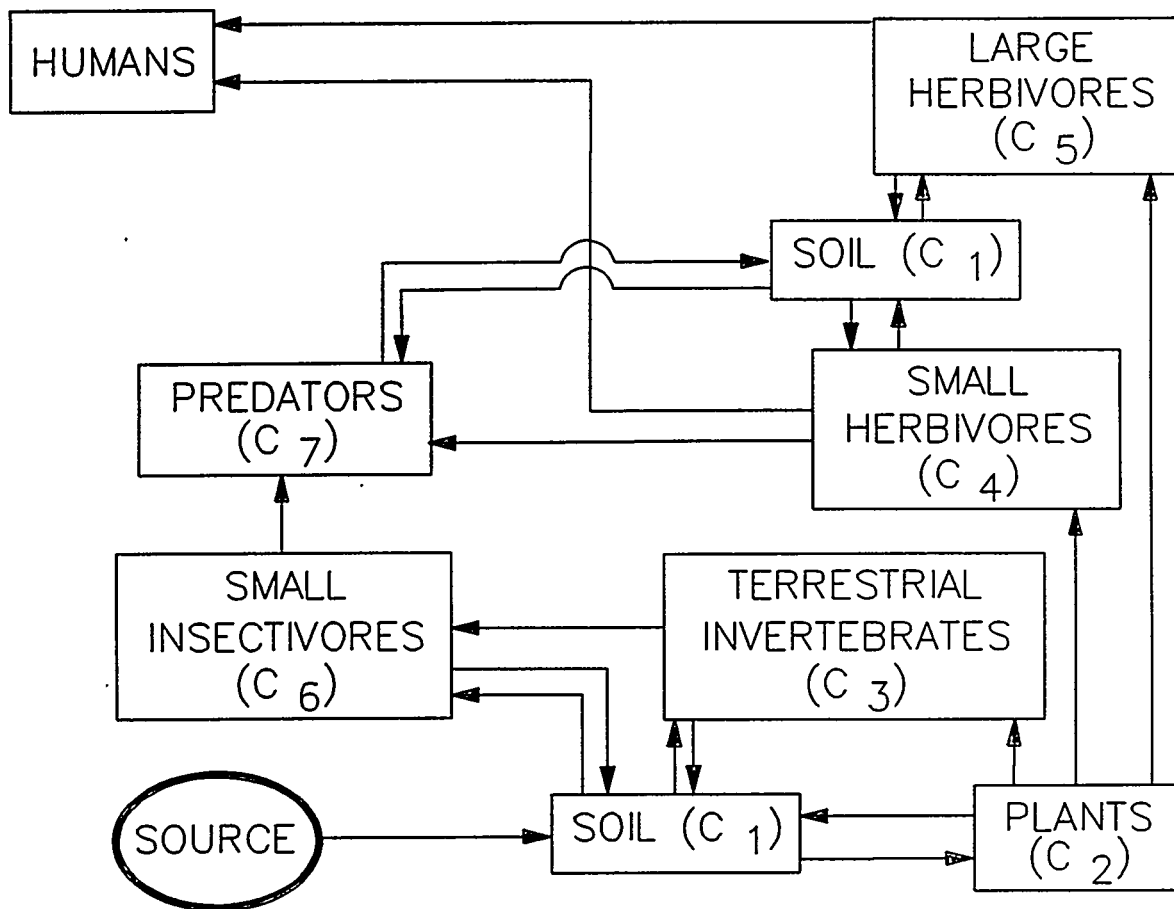 HUMANS
LARGE
HERBIVORES
(C 5)
SOIL (C 1)
PREDATORS
(C 7)
SMALL
HERBIVORES
(C 4)
SMALL
INSECTIVORES
(C 6)
TERRESTRIAL
INVERTEBRATES
(C 3)
SOURCE
SOIL (C 1)
PLANTS
(C 2)